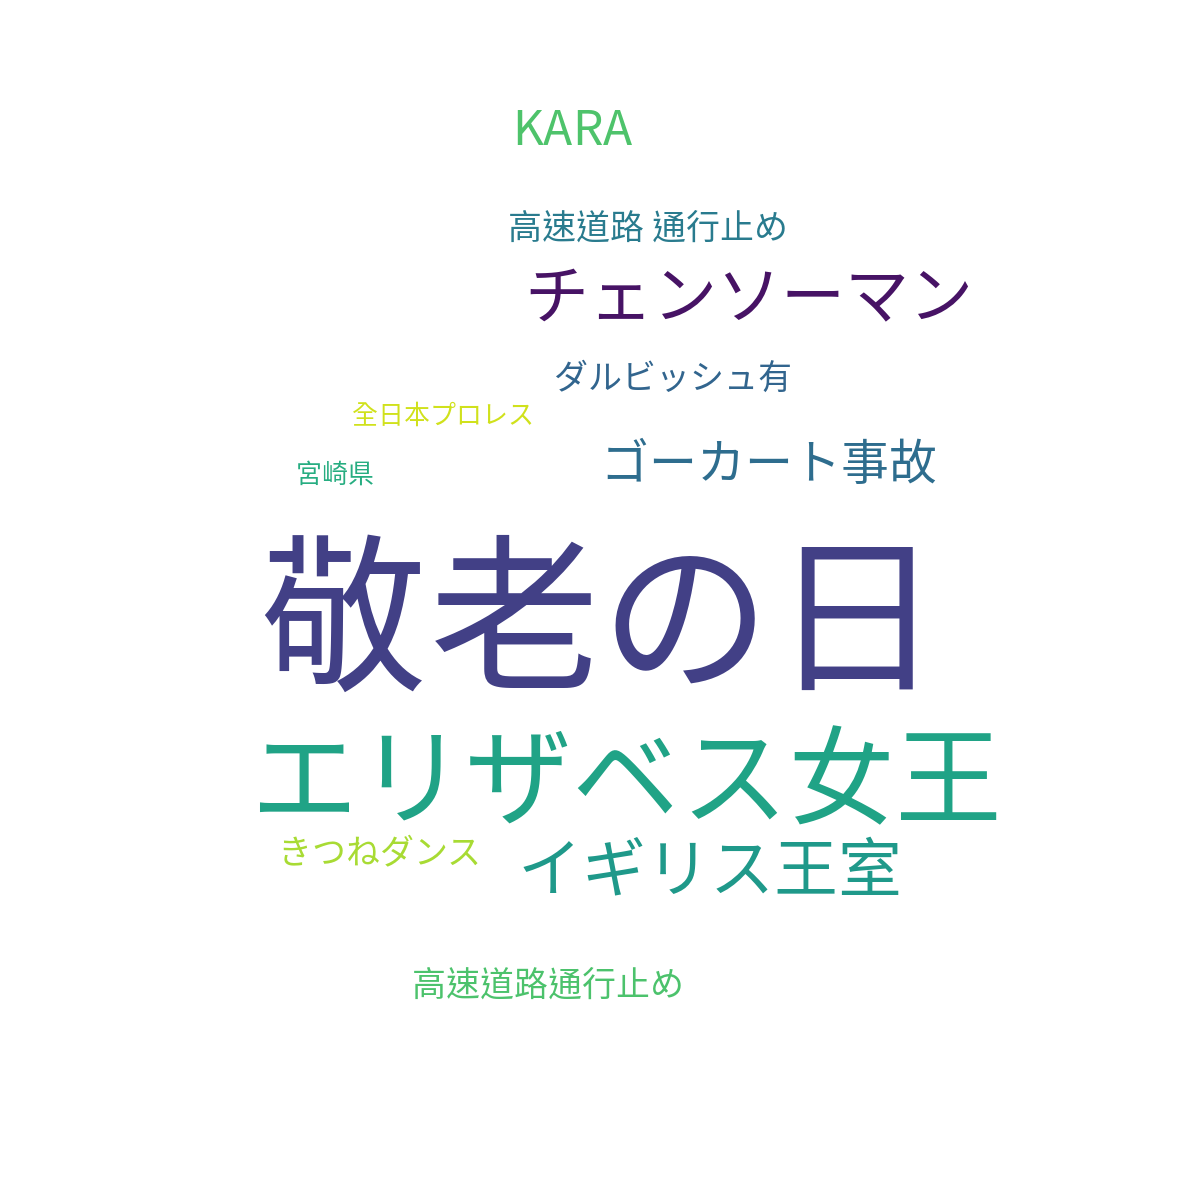 KARA
高速道路 通行止め
チェンソーマン
ダルビッシュ有
全日本プロレス
ゴーカート事故
宮崎県
敬老の日
エリザベス女王
きつねダンス
イギリス王室
高速道路通行止め